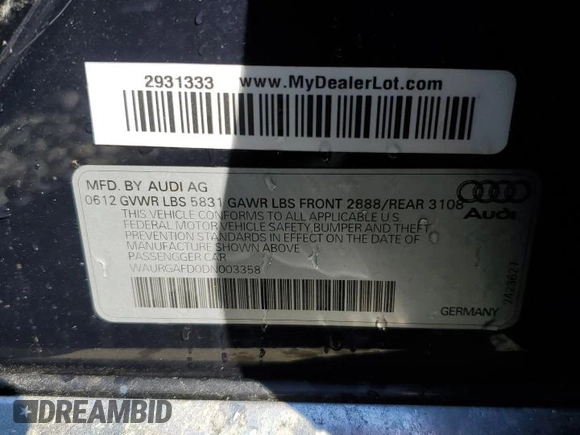 2931333 www.MyDealerLot.com
MFD. BY AUDI AG
0612 GVWR LBS 5831 GAWR LBS FRONT 2888/REAR 3108
THIS VEHICLE CONFORMS TO ALL APPLICABLE U.S.
FEDERAL MOTOR VEHICLE SAFETY,BUMPER AND THEFT
PREVENTION STANDARDS IN EFFECT ON THE DATE OF
MANUFACTURE SHOWN ABOVE
PASSENGGER CAR
WAURGAFD0DN003358
Audi
7423627
GERMANY
DREAMBID